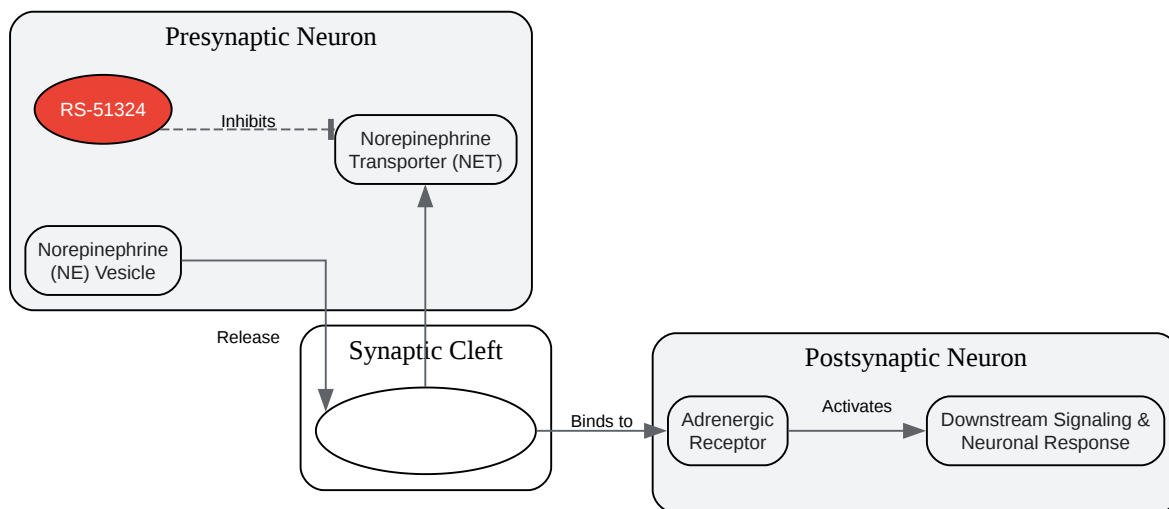 Presynaptic Neuron
RS-51324
Inhibits
Norepinephrine
Transporter (NET)
Norepinephrine
(NE) Vesicle
Release
Synaptic Cleft
Postsynaptic Neuron
Binds to
Adrenergic
Receptor
Activates
Downstream Signaling &
Neuronal Response